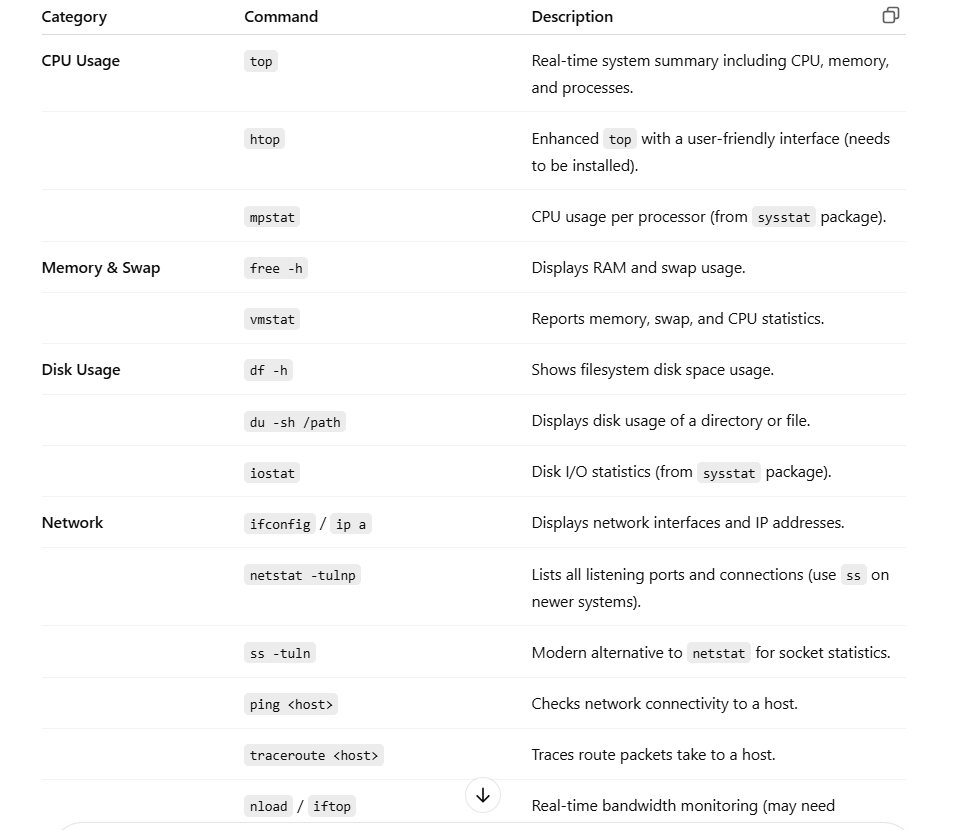 Category Command Description
CPU Usage top Real-time system summary including CPU, memory,
and processes.
htop Enhanced top with a user-friendly interface (needs
to be installed).
mpstat CPU usage per processor (from sysstat package).
Memory & Swap free -h Displays RAM and swap usage.
vmstat Reports memory, swap, and CPU statistics.
Disk Usage df -h Shows filesystem disk space usage.
du -sh /path Displays disk usage of a directory or file.
iostat Disk I/O statistics (from sysstat package).
Network ifconfig / ip a Displays network interfaces and IP addresses.
netstat -tulnp Lists all listening ports and connections (use ss on
newer systems).
ss -tuln Modern alternative to netstat for socket statistics.
ping <host> Checks network connectivity to a host.
traceroute <host> Traces route packets take to a host.
nload / iftop Real-time bandwidth monitoring (may need